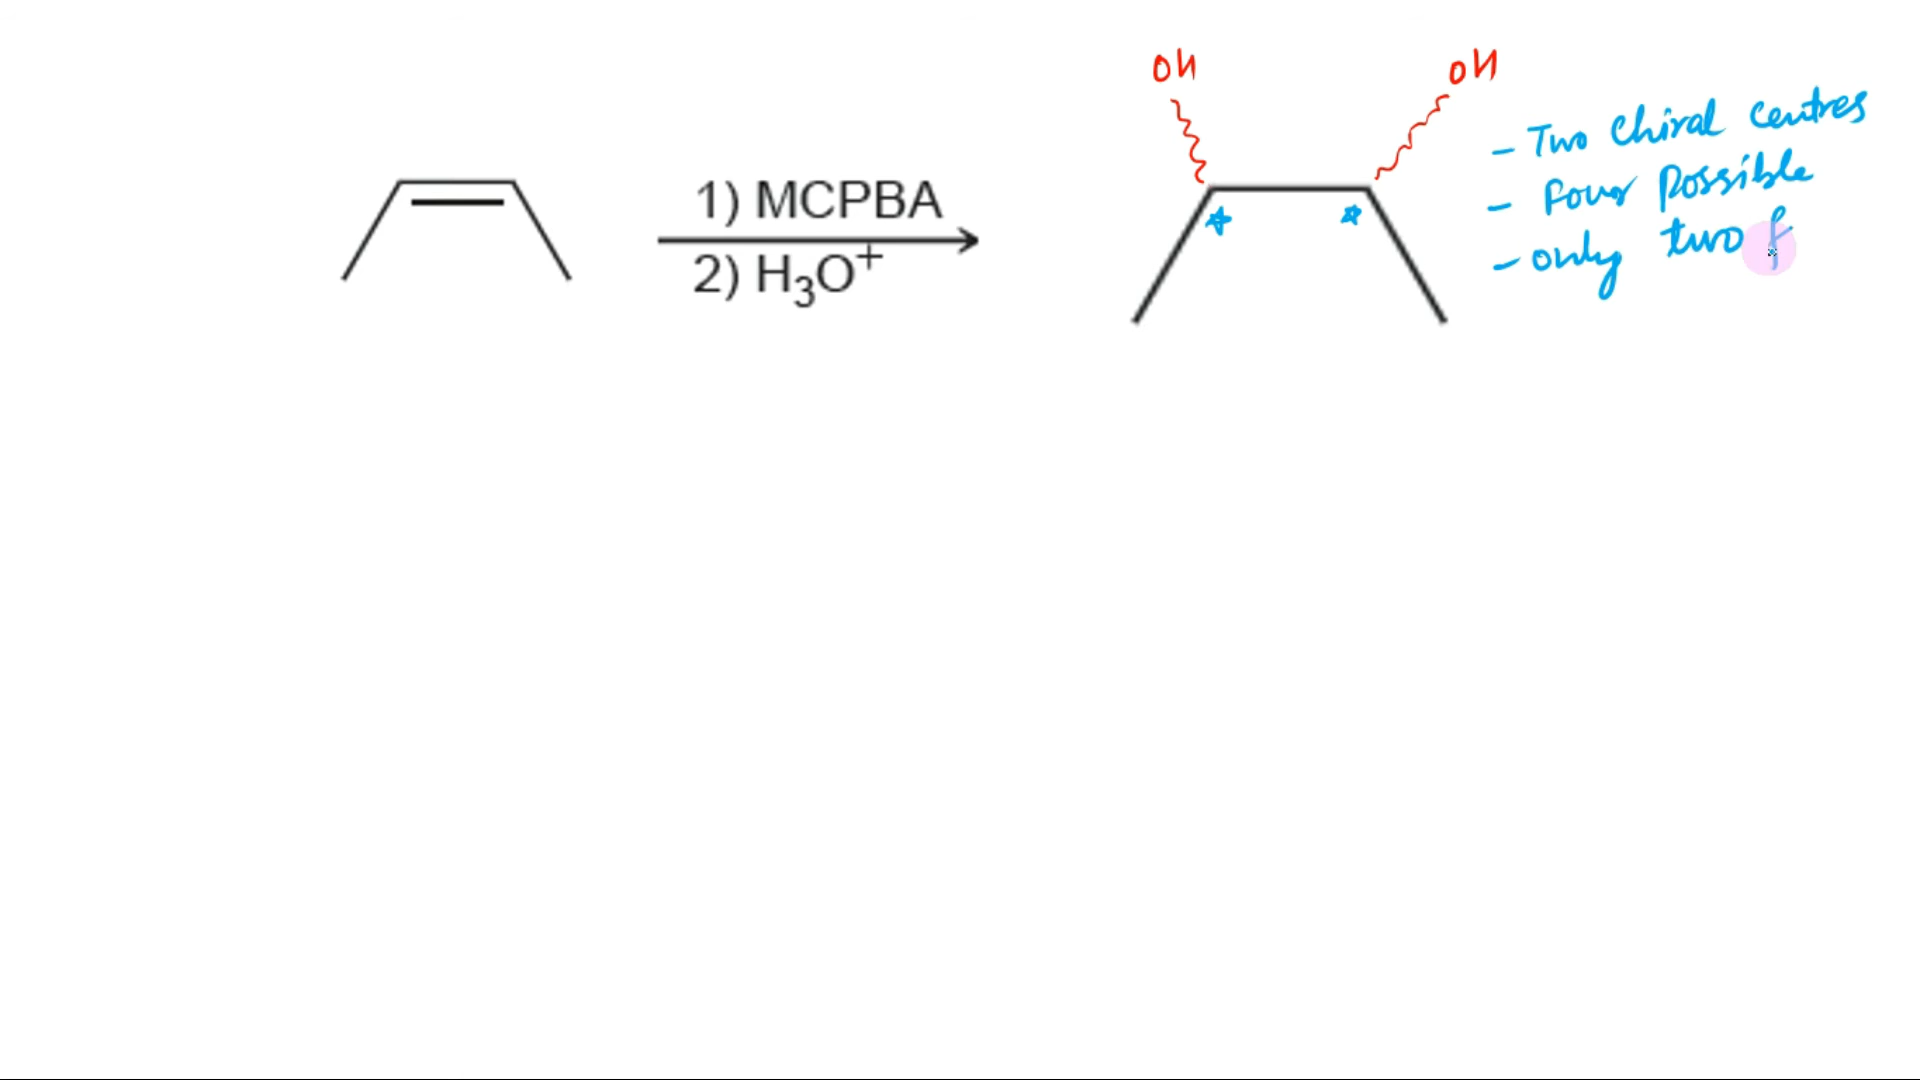 OH
OH
- Two Chiral Centres
- Four Possible
- only two f
1) MCPBA
2) H₃O⁺